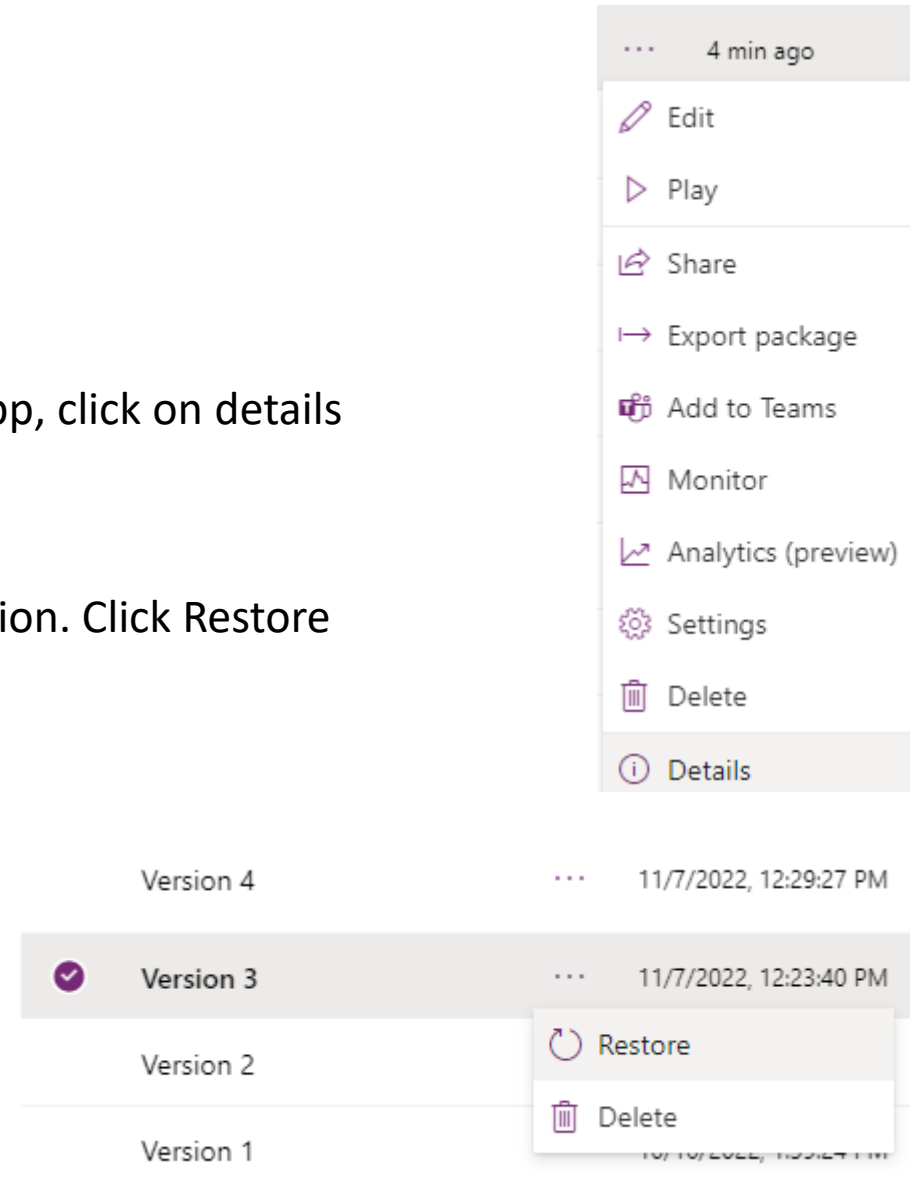 ... 4 min ago
Edit
Play
Share
Export package
pp, click on details
Add to Teams
Monitor
Analytics (preview)
ion. Click Restore
Settings
Delete
Details
Version 4 ... 11/7/2022, 12:29:27 PM
Version 3 ... 11/7/2022, 12:23:40 PM
Restore
Version 2
Delete
Version 1